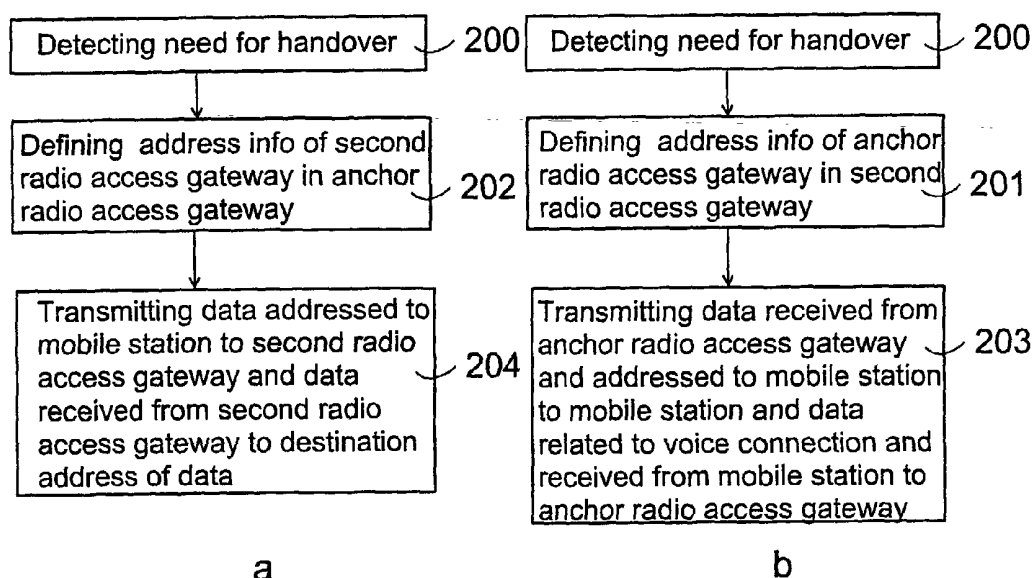 Detecting need for handover
200
Defining address info of second
radio access gateway in anchor
radio access gateway
202
Transmitting data addressed to
mobile station to second radio
access gateway and data
received from second radio
access gateway to destination
address of data
204
a
Detecting need for handover
200
Defining address info of anchor
radio access gateway in second
radio access gateway
201
Transmitting data received from
anchor radio access gateway
and addressed to mobile station
to mobile station and data
related to voice connection and
received from mobile station to
anchor radio access gateway
203
b